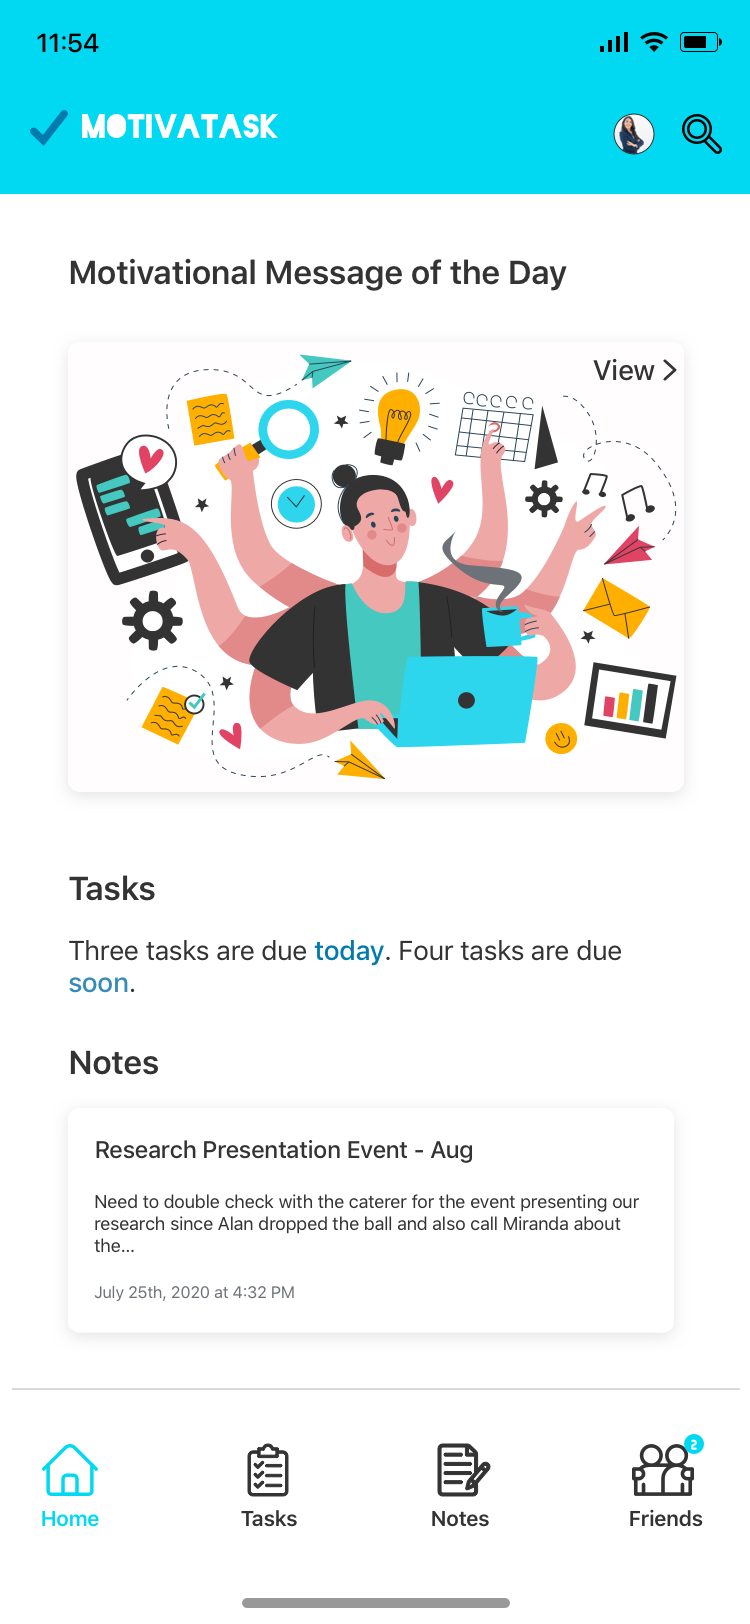 11:54
MOTIVATASK
Motivational Message of the Day
View
Tasks
Three tasks are due today. Four tasks are due
soon.
Notes
Research Presentation Event - Aug
Need to double check with the caterer for the event presenting our
research since Alan dropped the ball and also call Miranda about
the...
July 25th, 2020 at 4:32 PM
2
Home
Tasks
Notes
Friends